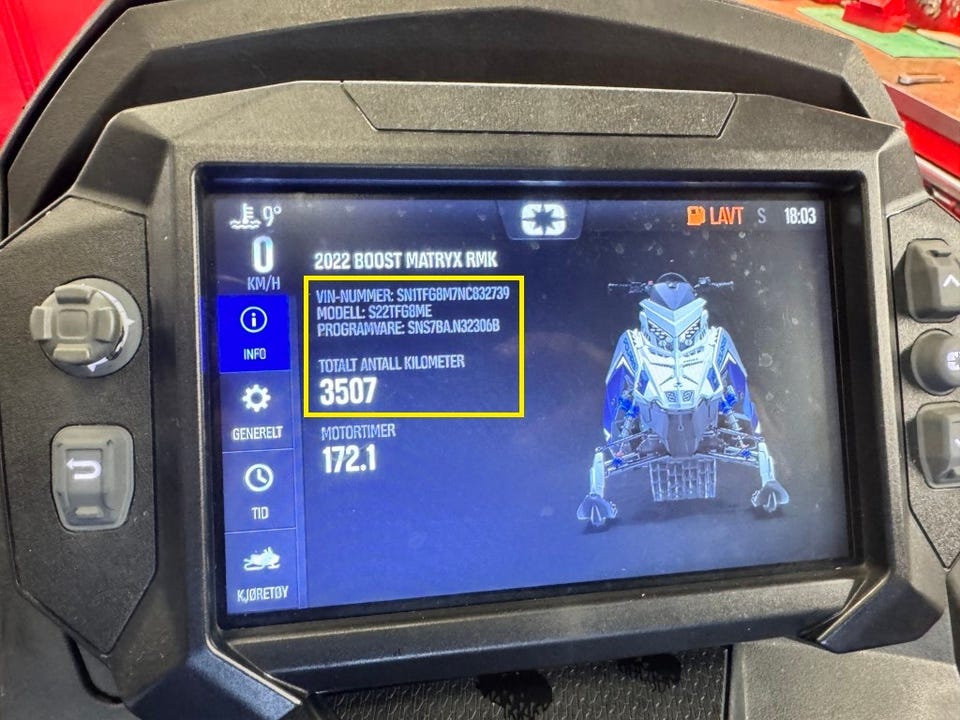 9°
LAVT S 18:03
0
KM/H
2022 BOOST MATRYX RMK
VIN-NUMMER: SN1TFG8M7NC832739
MODELL: S22TFG8ME
PROGRAMVARE: SNS7BA.N32306B
INFO
TOTALT ANTALL KILOMETER
3507
GENERELT
MOTORTIMER
172.1
TID
KJØRETØY